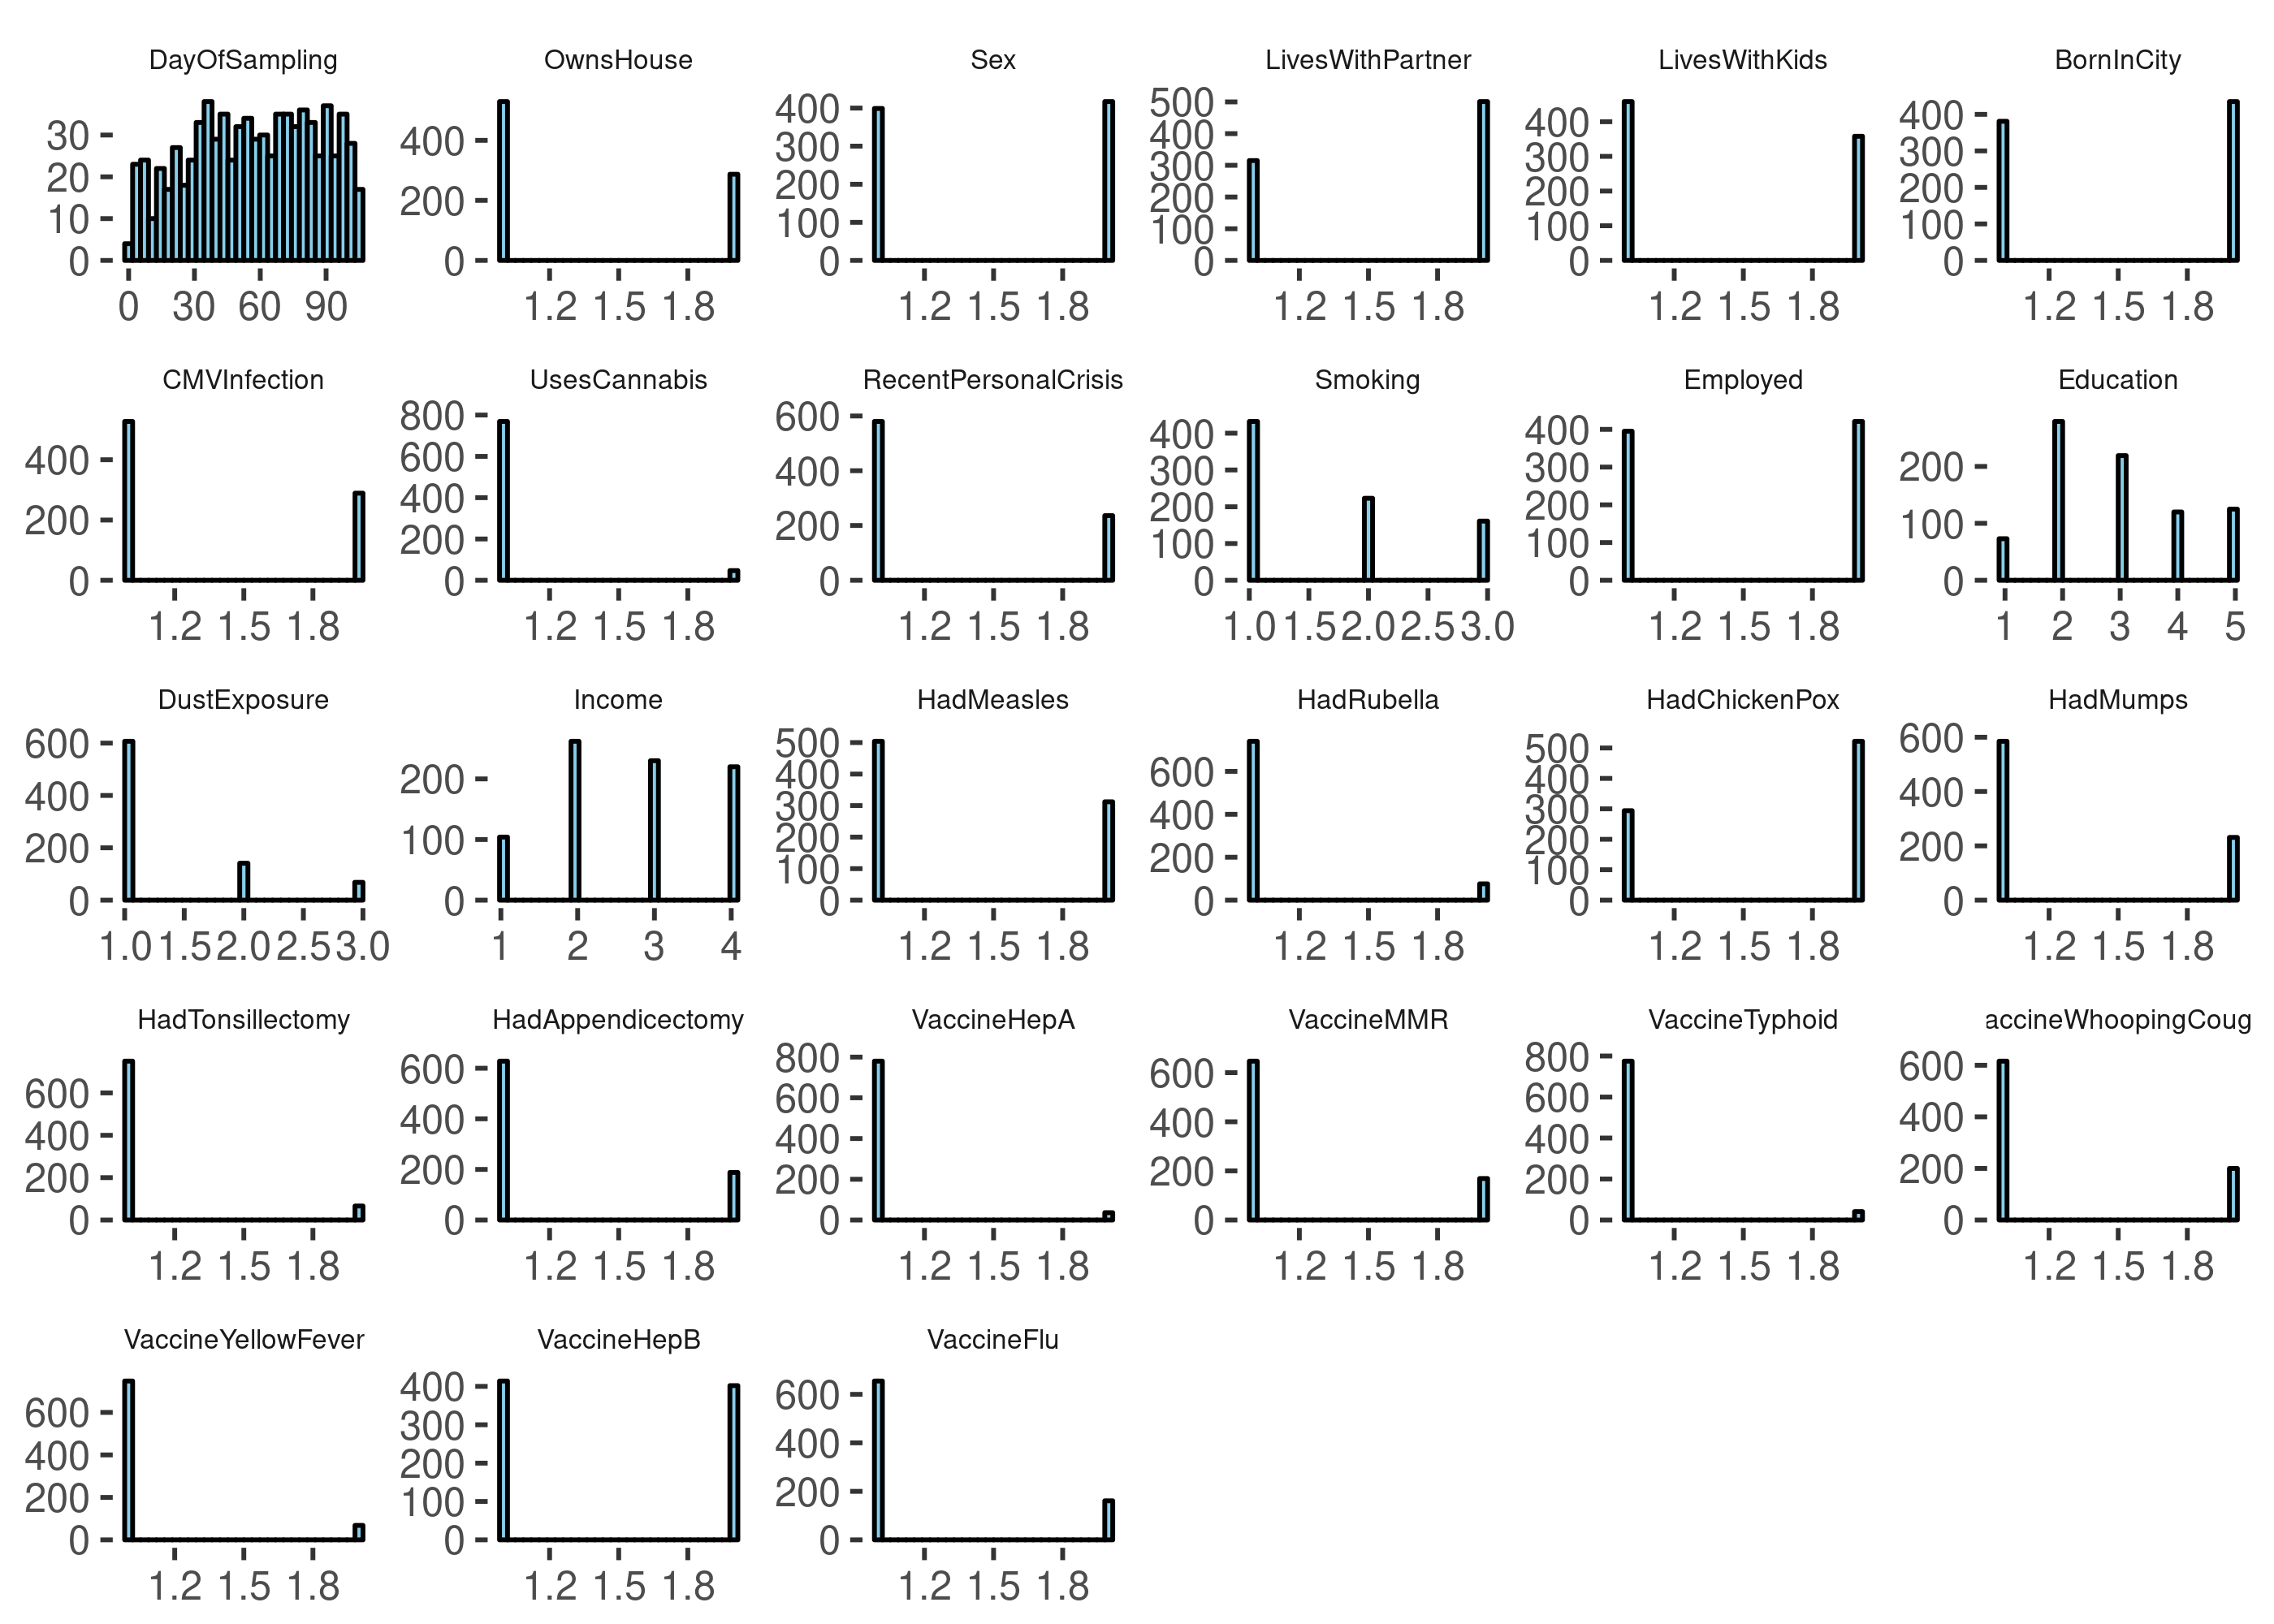 DayOfSampling OwnsHouse Sex LivesWithPartner LivesWithKids BornInCity
30 20 10 0 400 200 0 400 300 200 100 0 500 400 300 200 100 0 400 300 200 100 0 400 300 200 100 0
0 30 60 90 1.2 1.5 1.8 1.2 1.5 1.8 1.2 1.5 1.8 1.2 1.5 1.8 1.2 1.5 1.8
CMVInfection UsesCannabis RecentPersonalCrisis Smoking Employed Education
400 200 0 800 600 400 200 0 600 400 200 0 400 300 200 100 0 400 300 200 100 0 200 100 0
1.2 1.5 1.8 1.2 1.5 1.8 1.2 1.5 1.8 1.0 1.5 2.0 2.5 3.0 1.2 1.5 1.8 1 2 3 4 5
DustExposure Income HadMeasles HadRubella HadChickenPox HadMumps
600 400 200 0 200 100 0 500 400 300 200 100 0 600 400 200 0 500 400 300 200 100 0 600 400 200 0
1.0 1.5 2.0 2.5 3.0 1 2 3 4 1.2 1.5 1.8 1.2 1.5 1.8 1.2 1.5 1.8 1.2 1.5 1.8
HadTonsillectomy HadAppendicectomy VaccineHepA VaccineMMR VaccineTyphoid accineWhoopingCoug
600 400 200 0 600 400 200 0 800 600 400 200 0 600 400 200 0 800 600 400 200 0 600 400 200 0
1.2 1.5 1.8 1.2 1.5 1.8 1.2 1.5 1.8 1.2 1.5 1.8 1.2 1.5 1.8 1.2 1.5 1.8
VaccineYellowFever VaccineHepB VaccineFlu
600 400 200 0 400 300 200 100 0 600 400 200 0
1.2 1.5 1.8 1.2 1.5 1.8 1.2 1.5 1.8